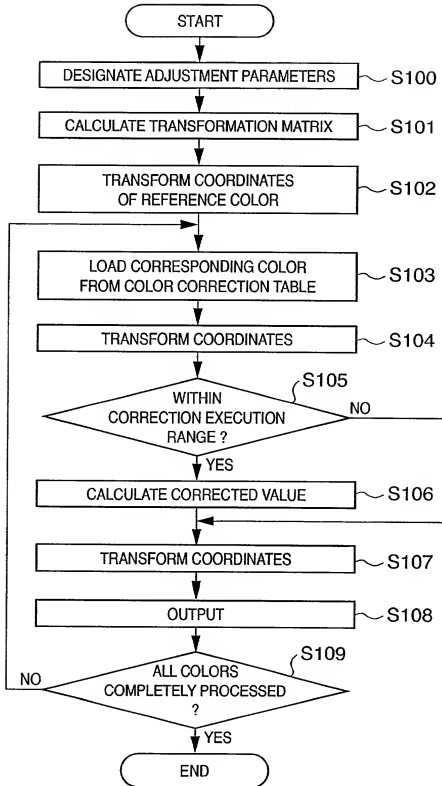 START
DESIGNATE ADJUSTMENT PARAMETERS
S100
CALCULATE TRANSFORMATION MATRIX
S101
TRANSFORM COORDINATES
OF REFERENCE COLOR
S102
LOAD CORRESPONDING COLOR
FROM COLOR CORRECTION TABLE
S103
TRANSFORM COORDINATES
S104
S105
WITHIN
CORRECTION EXECUTION
RANGE ?
NO
YES
CALCULATE CORRECTED VALUE
S106
TRANSFORM COORDINATES
S107
OUTPUT
S108
S109
ALL COLORS
COMPLETELY PROCESSED
?
NO
YES
END